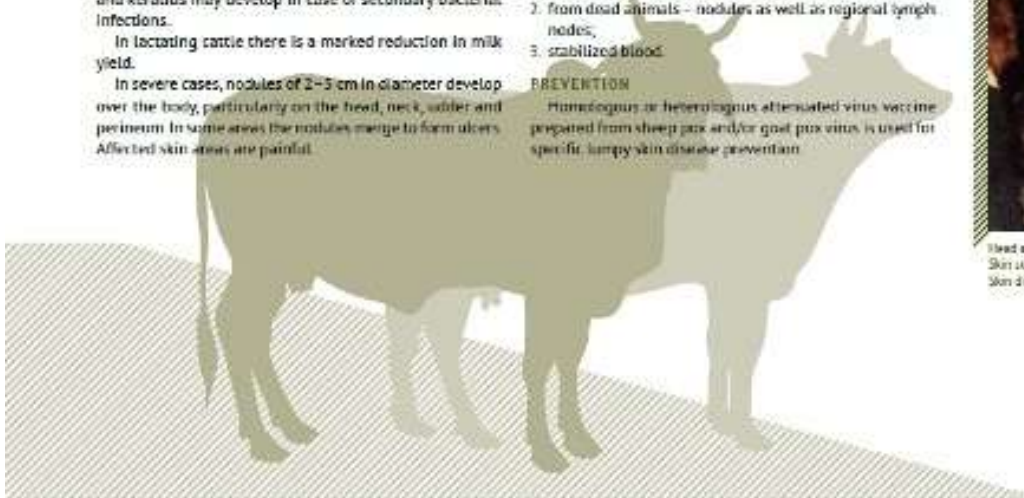 and keratitis may develop in case of secondary bacterial
infections.
In lactating cattle there is a marked reduction in milk
yield.
In severe cases, nodules of 2–5 cm in diameter develop
over the body, particularly on the head, neck, udder and
perineum. In some areas the nodules merge to form ulcers.
Affected skin areas are painful.
2. from dead animals – nodules as well as regional lymph
nodes;
3. stabilized blood.
PREVENTION
Homologous or heterologous attenuated virus vaccine
prepared from sheep pox and/or goat pox virus is used for
specific lumpy skin disease prevention.
Head
Skin
Skin